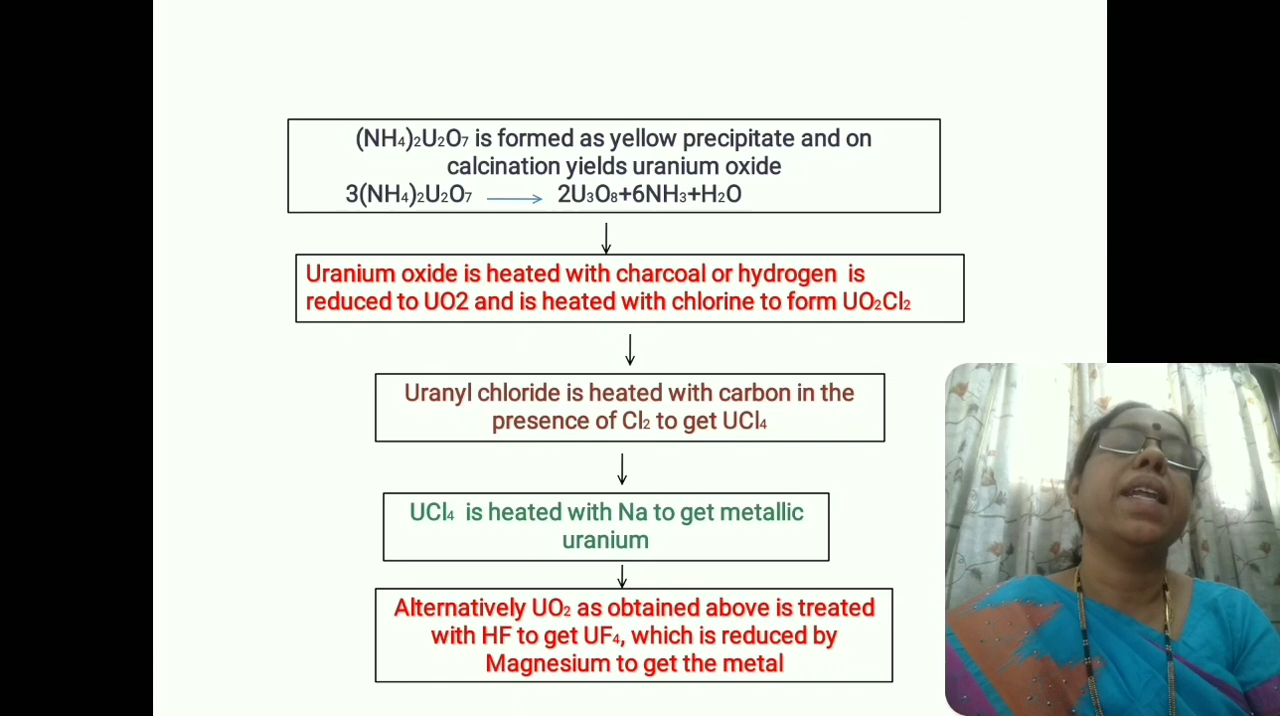 (NH₄)₂U₂O₇ is formed as yellow precipitate and on
calcination yields uranium oxide
3(NH₄)₂U₂O₇ ⟶ 2U₃O₈+6NH₃+H₂O
Uranium oxide is heated with charcoal or hydrogen is
reduced to UO2 and is heated with chlorine to form UO₂Cl₂
Uranyl chloride is heated with carbon in the
presence of Cl₂ to get UCl₄
UCl₄ is heated with Na to get metallic
uranium
Alternatively UO₂ as obtained above is treated
with HF to get UF₄, which is reduced by
Magnesium to get the metal